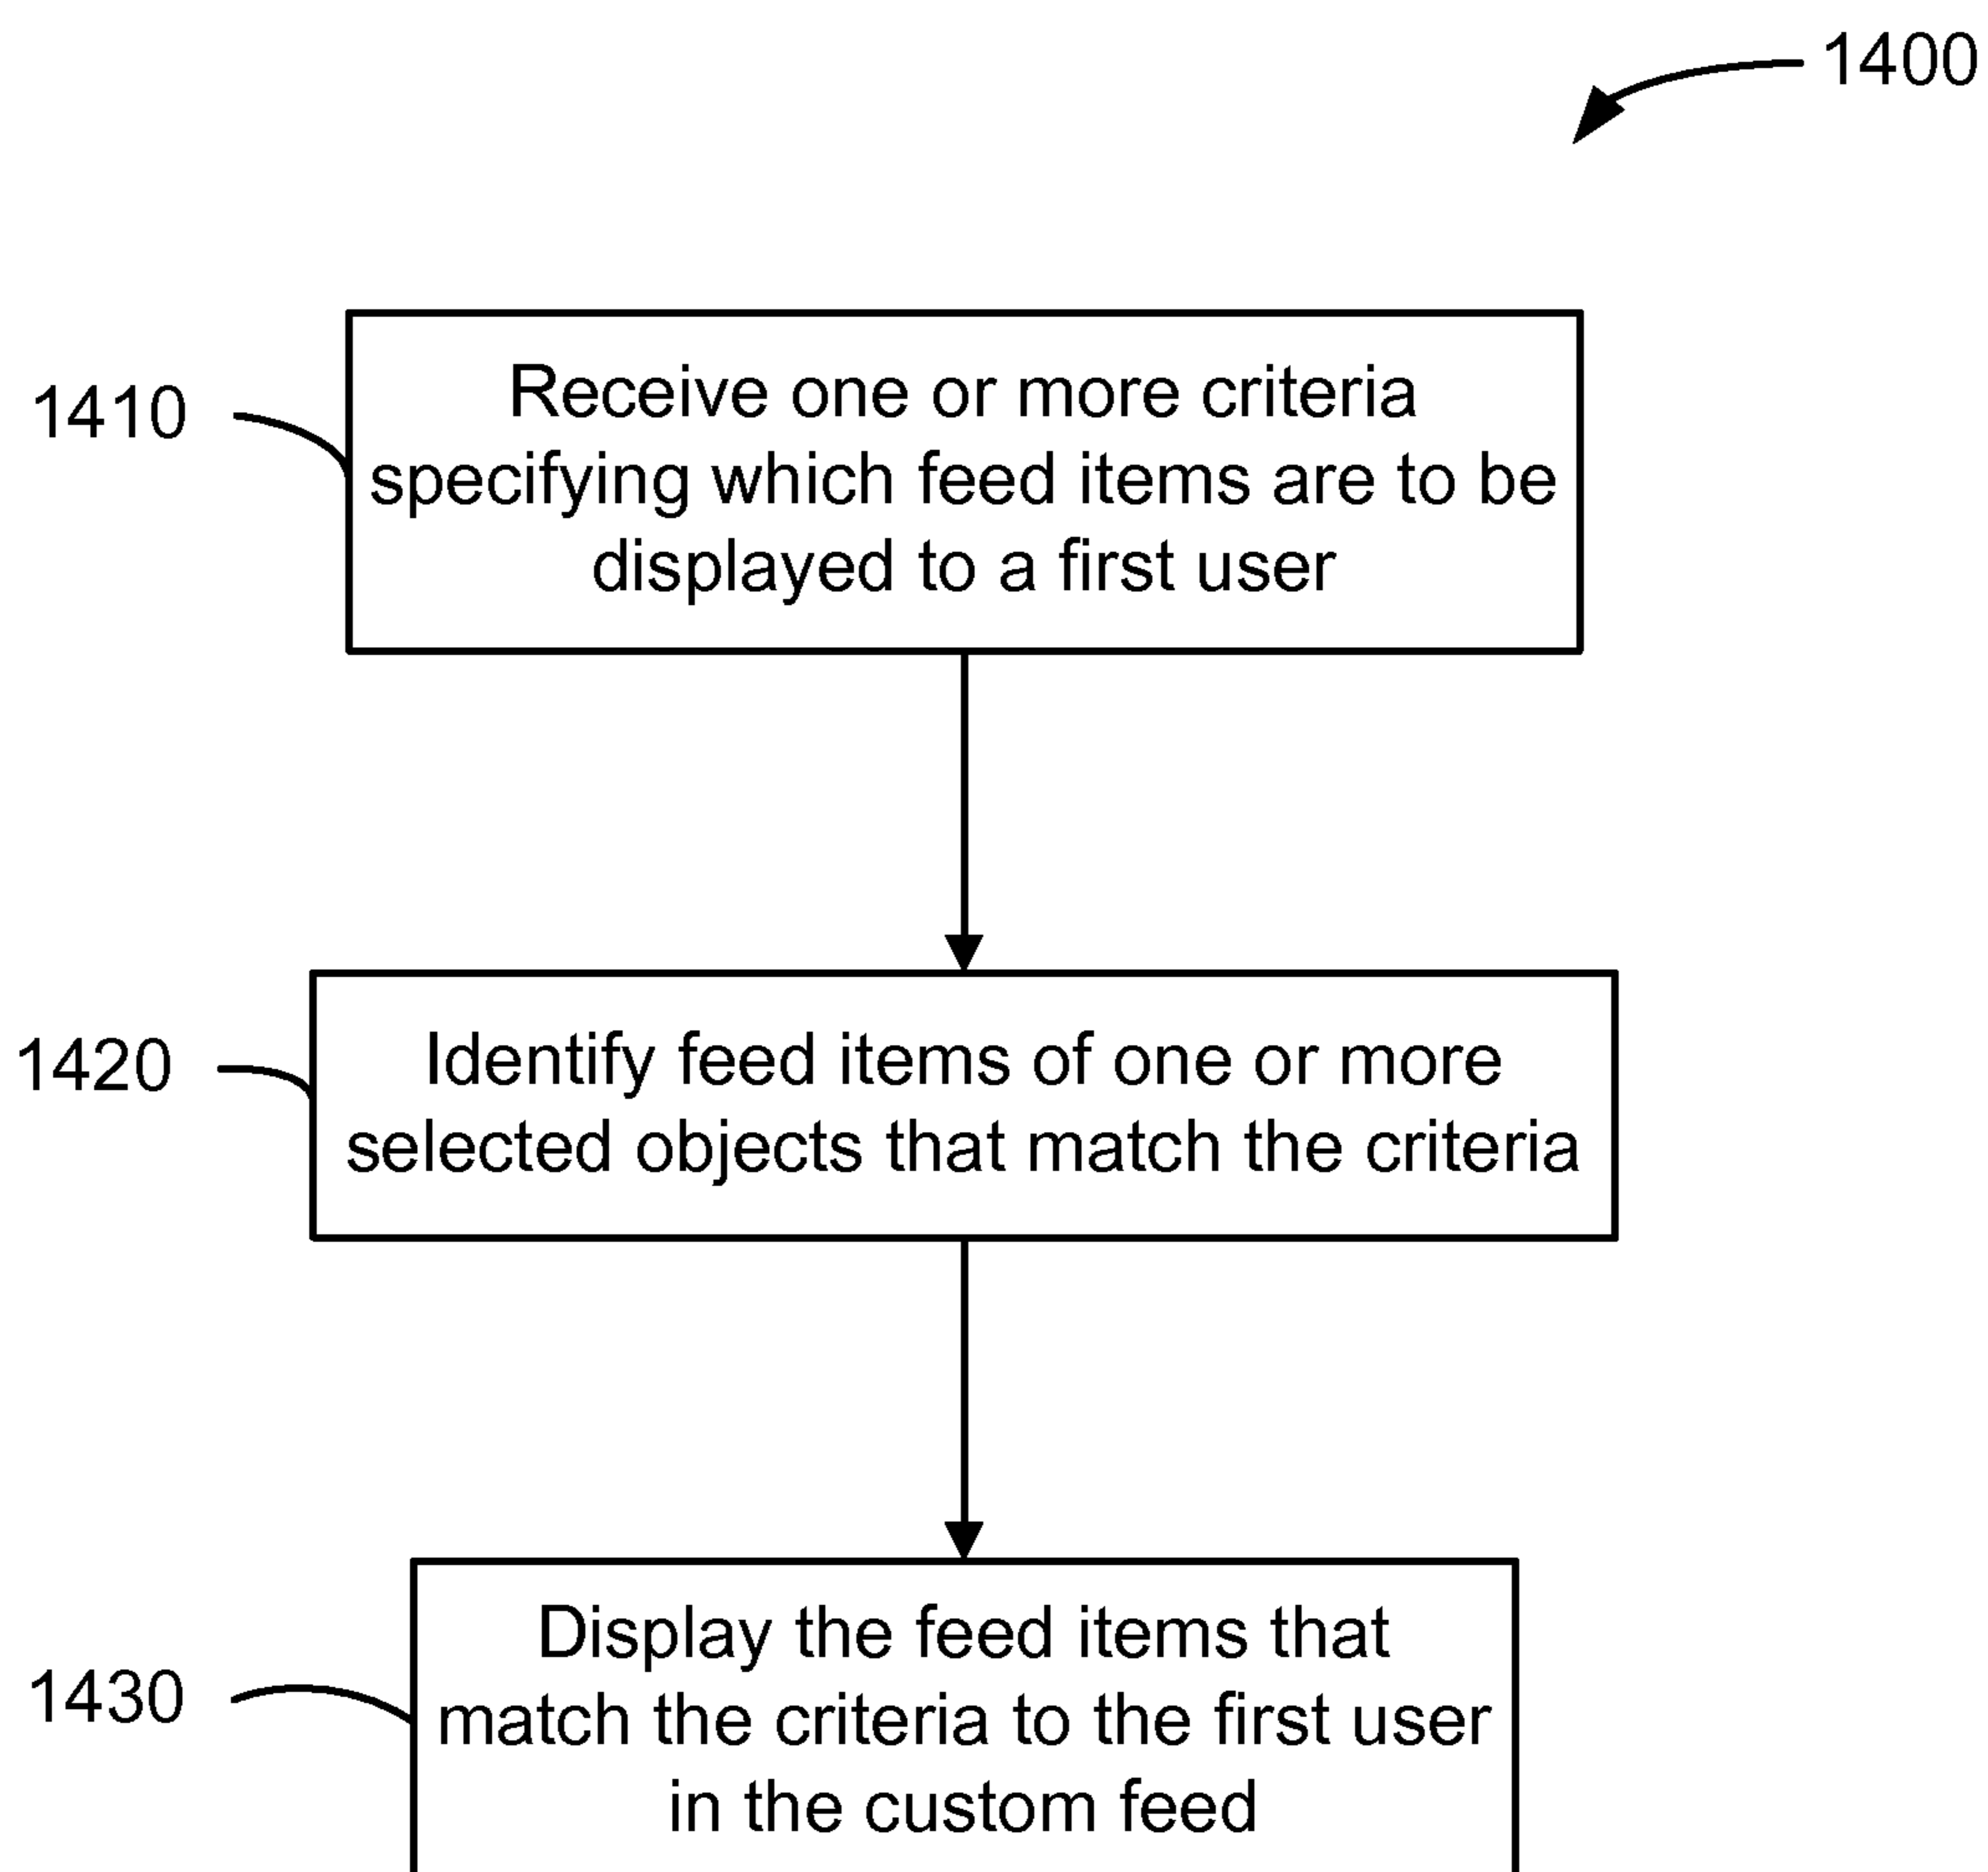 1400
1410
Receive one or more criteria
specifying which feed items are to be
displayed to a first user
1420
Identify feed items of one or more
selected objects that match the criteria
1430
Display the feed items that
match the criteria to the first user
in the custom feed